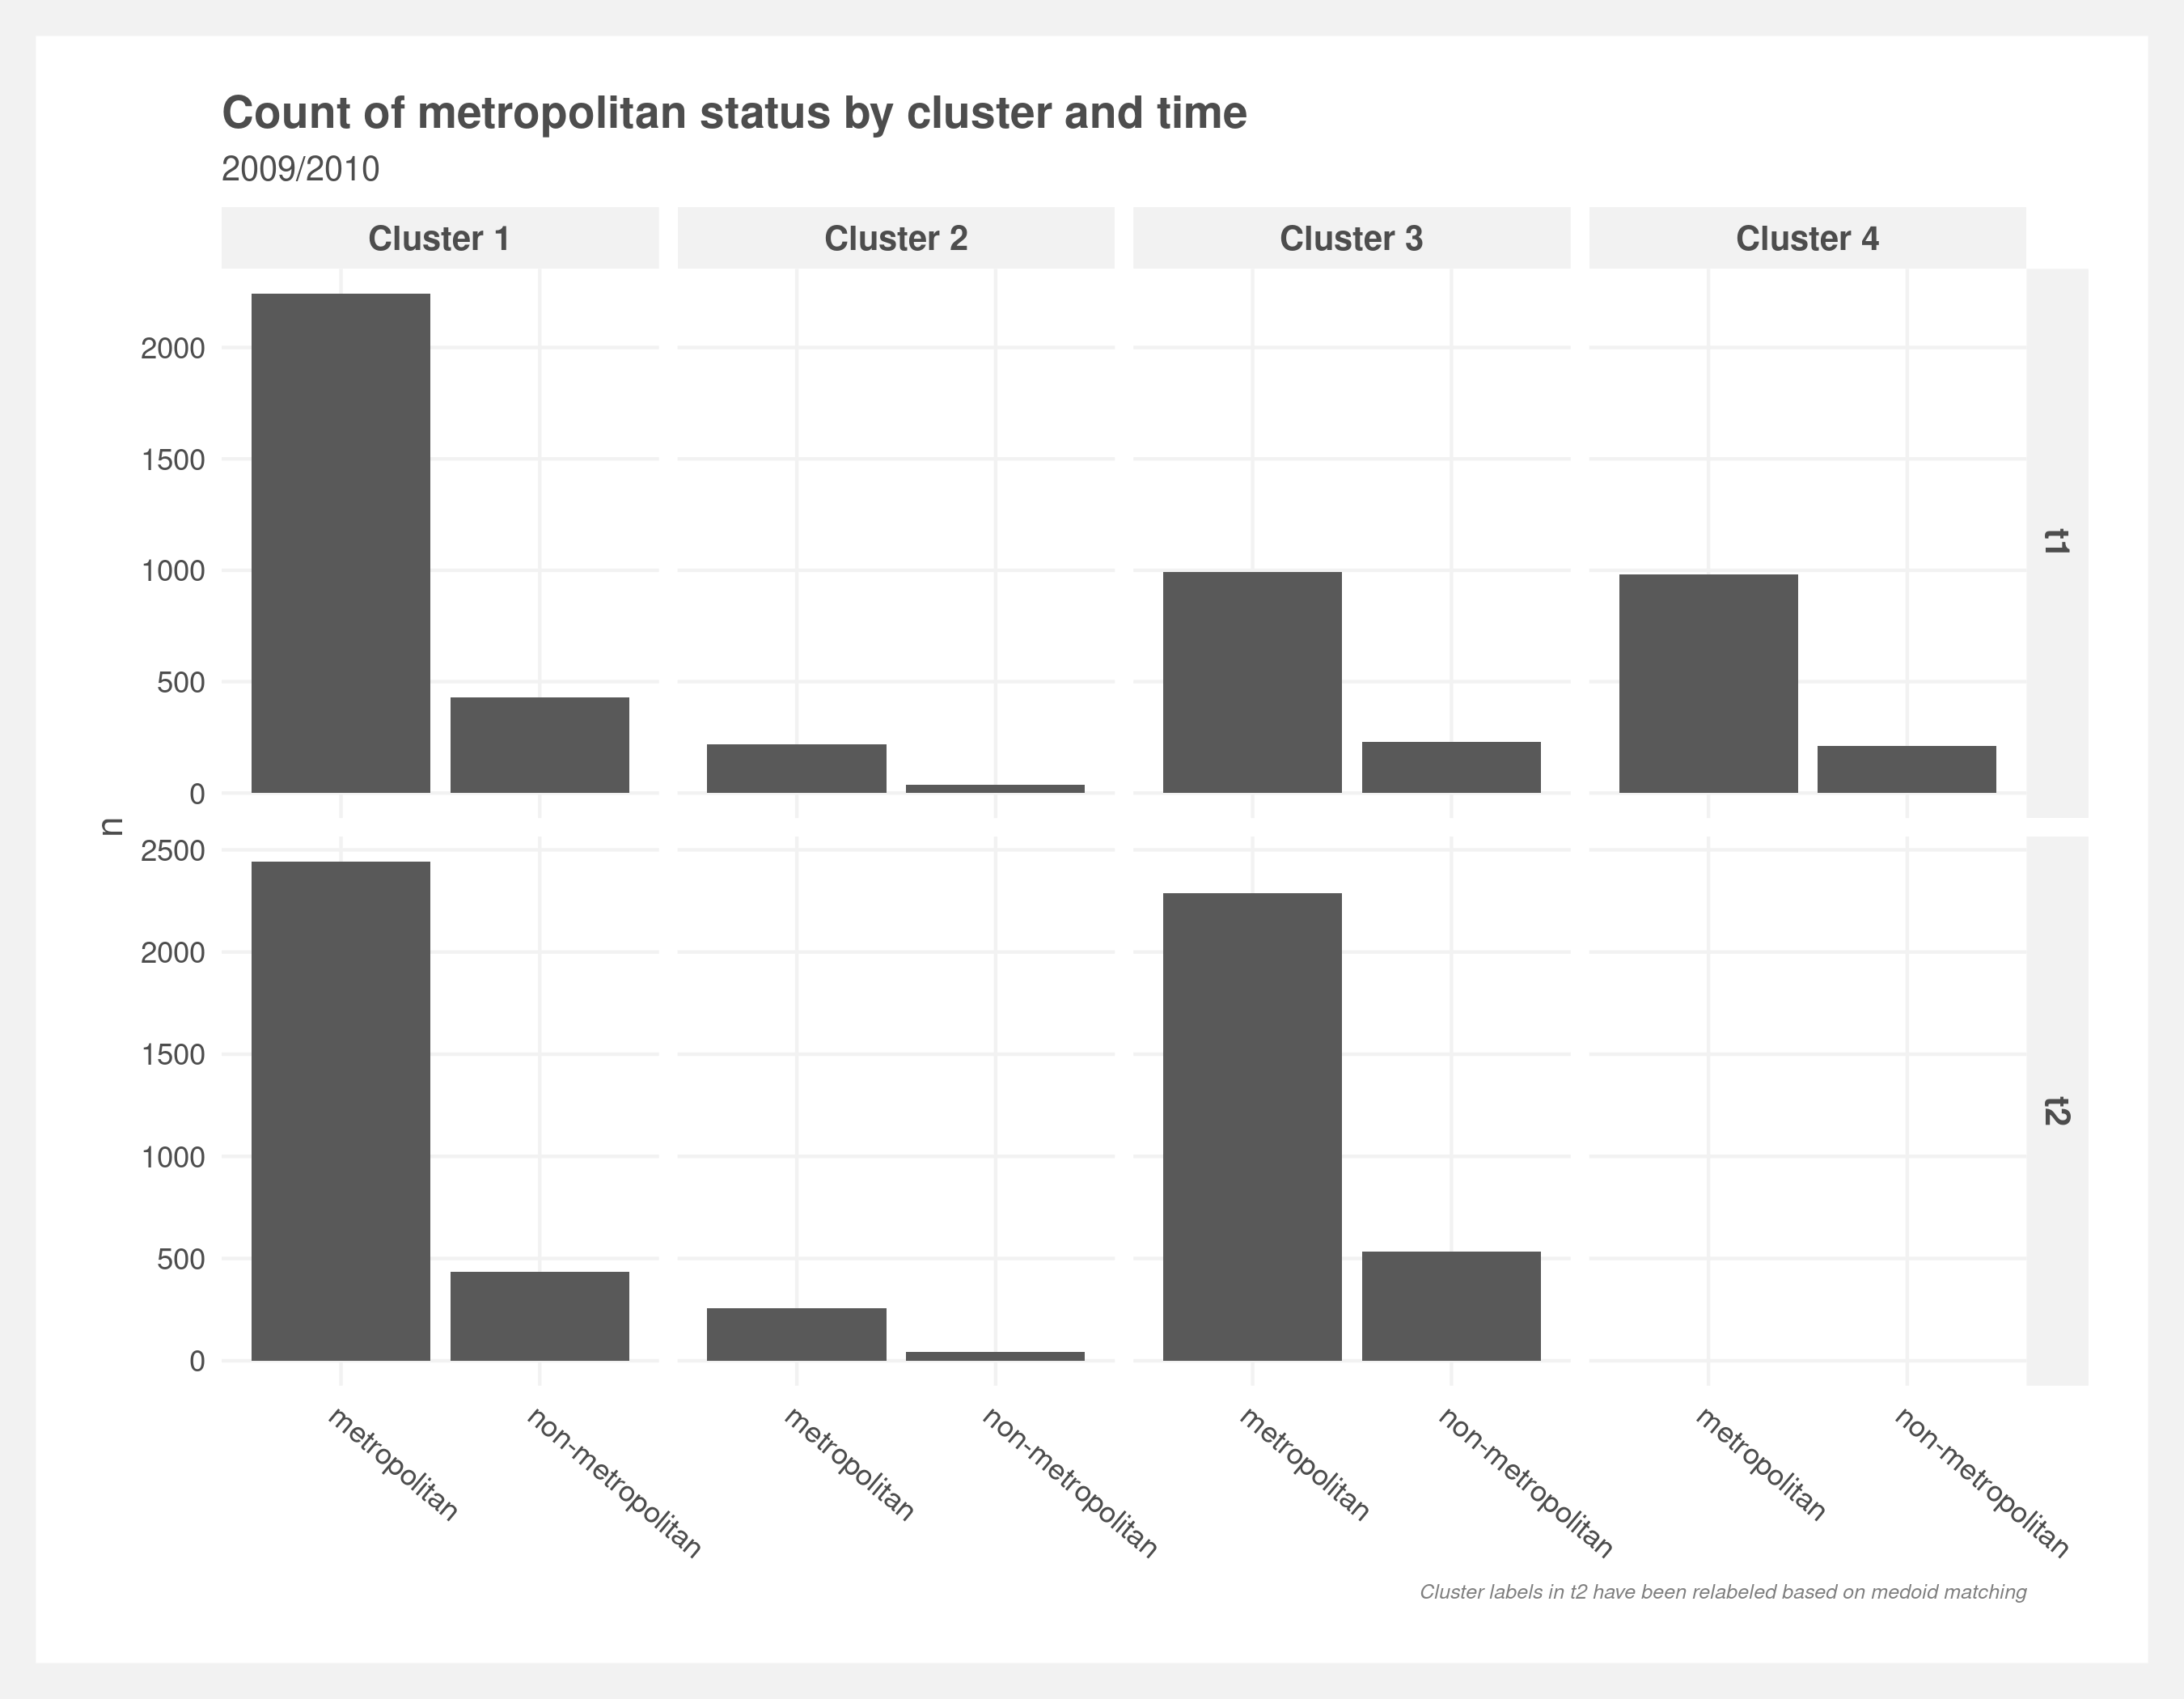 Count of metropolitan status by cluster and time
2009/2010
Cluster 1
Cluster 2
Cluster 3
Cluster 4
2000
1500
1000
500
0
t1
n
2500
2000
1500
1000
500
0
t2
metropolitan
non-metropolitan
metropolitan
non-metropolitan
metropolitan
non-metropolitan
metropolitan
non-metropolitan
Cluster labels in t2 have been relabeled based on medoid matching